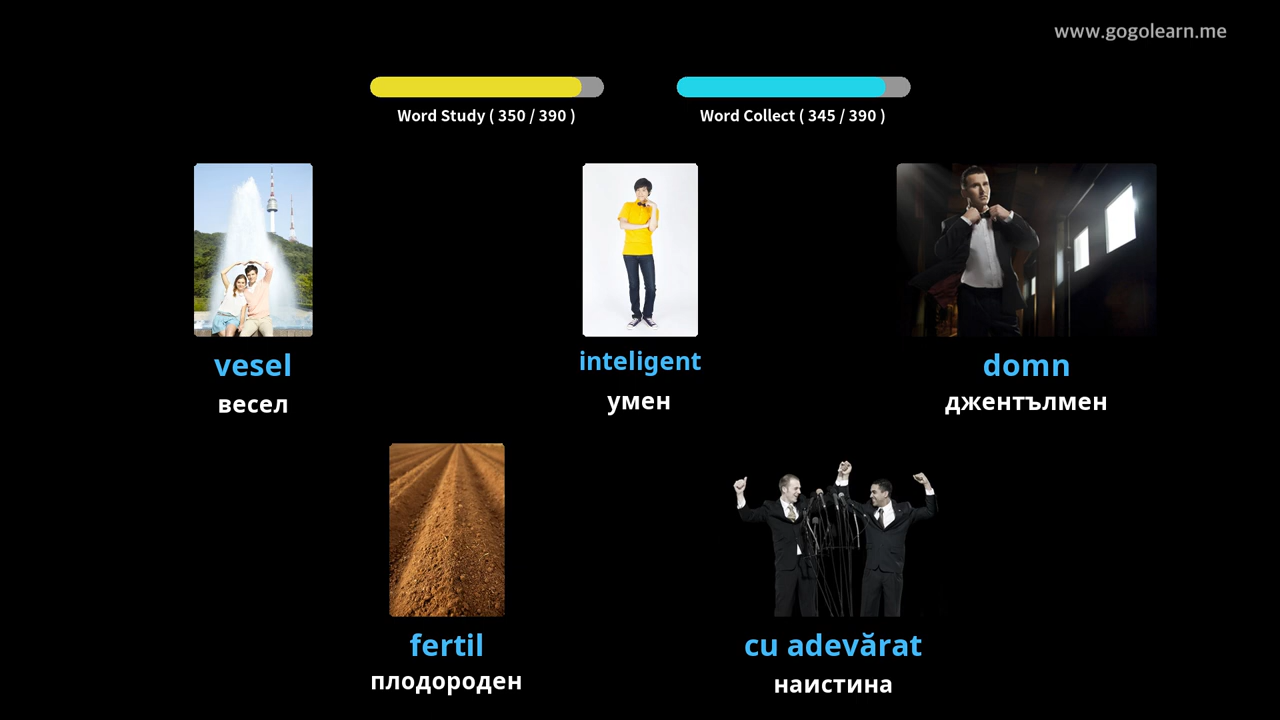 www.gogolearn.me
Word Study ( 350 / 390 )
Word Collect ( 345 / 390 )
vesel
весел
inteligent
умен
domn
джентълмен
fertil
плодороден
cu adevărat
наистина